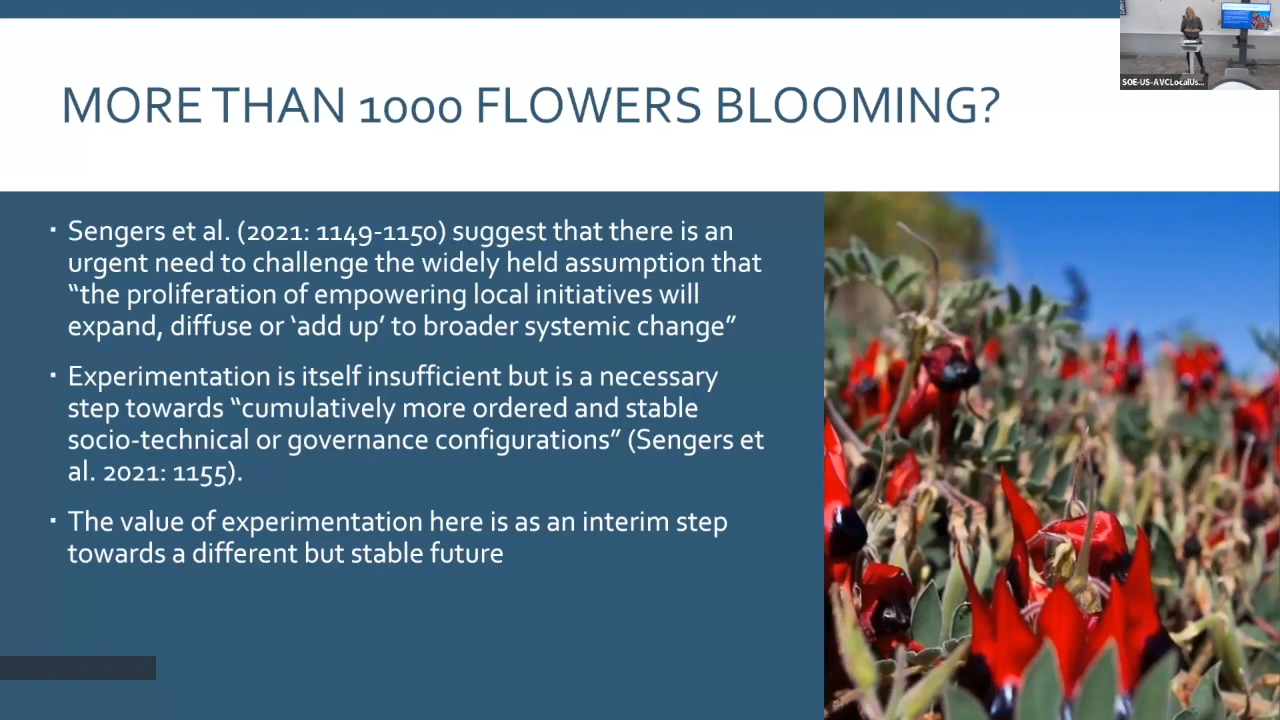 MORE THAN 1000 FLOWERS BLOOMING?
SOE-US-AVCLocalUs...
▪ Sengers et al. (2021: 1149-1150) suggest that there is an
urgent need to challenge the widely held assumption that
“the proliferation of empowering local initiatives will
expand, diffuse or ‘add up’ to broader systemic change”
▪ Experimentation is itself insufficient but is a necessary
step towards “cumulatively more ordered and stable
socio-technical or governance configurations” (Sengers et
al. 2021: 1155).
▪ The value of experimentation here is as an interim step
towards a different but stable future